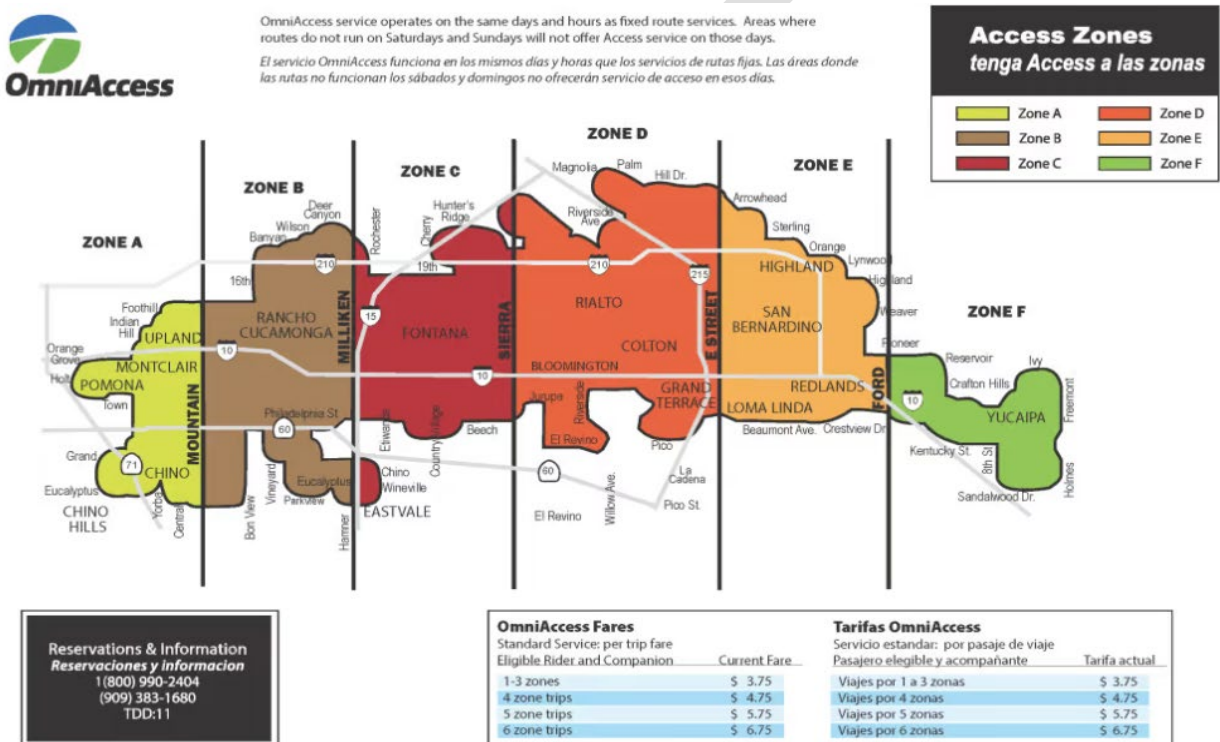 OmniAccess
OmniAccess service operates on the same days and hours as fixed route services. Areas where
routes do not run on Saturdays and Sundays will not offer Access service on those days.
El servicio OmniAccess funciona en los mismos días y horas que los servicios de rutas fijas. Las áreas donde
las rutas no funcionan los sábados y domingos no ofrecerán servicio de acceso en esos días.
Access Zones
tenga Access a las zonas
Zone A
Zone D
Zone B
Zone E
Zone C
Zone F
ZONE A
ZONE B
ZONE C
ZONE D
ZONE E
ZONE F
Magnolia
Palm
Hill Dr.
Arrowhead
Sterling
Orange
Lynwood
Highland
Weaver
Pioneer
Deer
Canyon
Wilson
Banyan
16th
Rochester
Cherry
Hunter's
Ridge
19th
Riverside
Ave
210
210
215
HIGHLAND
15
MILLIKEN
SIERRA
E STREET
FORD
MOUNTAIN
Foothill
Indian
Hill
UPLAND
RANCHO
CUCAMONGA
FONTANA
RIALTO
COLTON
SAN
BERNARDINO
Orange
Grove
Holt
MONTCLAIR
POMONA
Town
10
10
10
BLOOMINGTON
GRAND
TERRACE
REDLANDS
LOMA LINDA
Reservoir
Crafton Hills
Ivy
Freemont
YUCAIPA
Jurupa
Riverside
El Revino
Pico
Beaumont Ave.
Crestview Dr
Kentucky St.
8th St
Sandalwood Dr.
Holmes
Philadelphia St
60
Etiwanda
Country Village
Beech
Grand
71
CHINO
Eucalyptus
CHINO
HILLS
Yorba
Central
Bon View
Vineyard
Eucalyptus
Parkview
Hamner
Chino
Wineville
EASTVALE
60
El Revino
Willow Ave.
La
Cadena
Pico St.
Reservations & Information
Reservaciones y informacion
1(800) 990-2404
(909) 383-1680
TDD:11
OmniAccess Fares
Standard Service: per trip fare
Eligible Rider and Companion Current Fare
1-3 zones $ 3.75
4 zone trips $ 4.75
5 zone trips $ 5.75
6 zone trips $ 6.75
Tarifas OmniAccess
Servicio estandar: por pasaje de viaje
Pasajero elegible y acompañante Tarifa actual
Viajes por 1 a 3 zonas $ 3.75
Viajes por 4 zonas $ 4.75
Viajes por 5 zonas $ 5.75
Viajes por 6 zonas $ 6.75